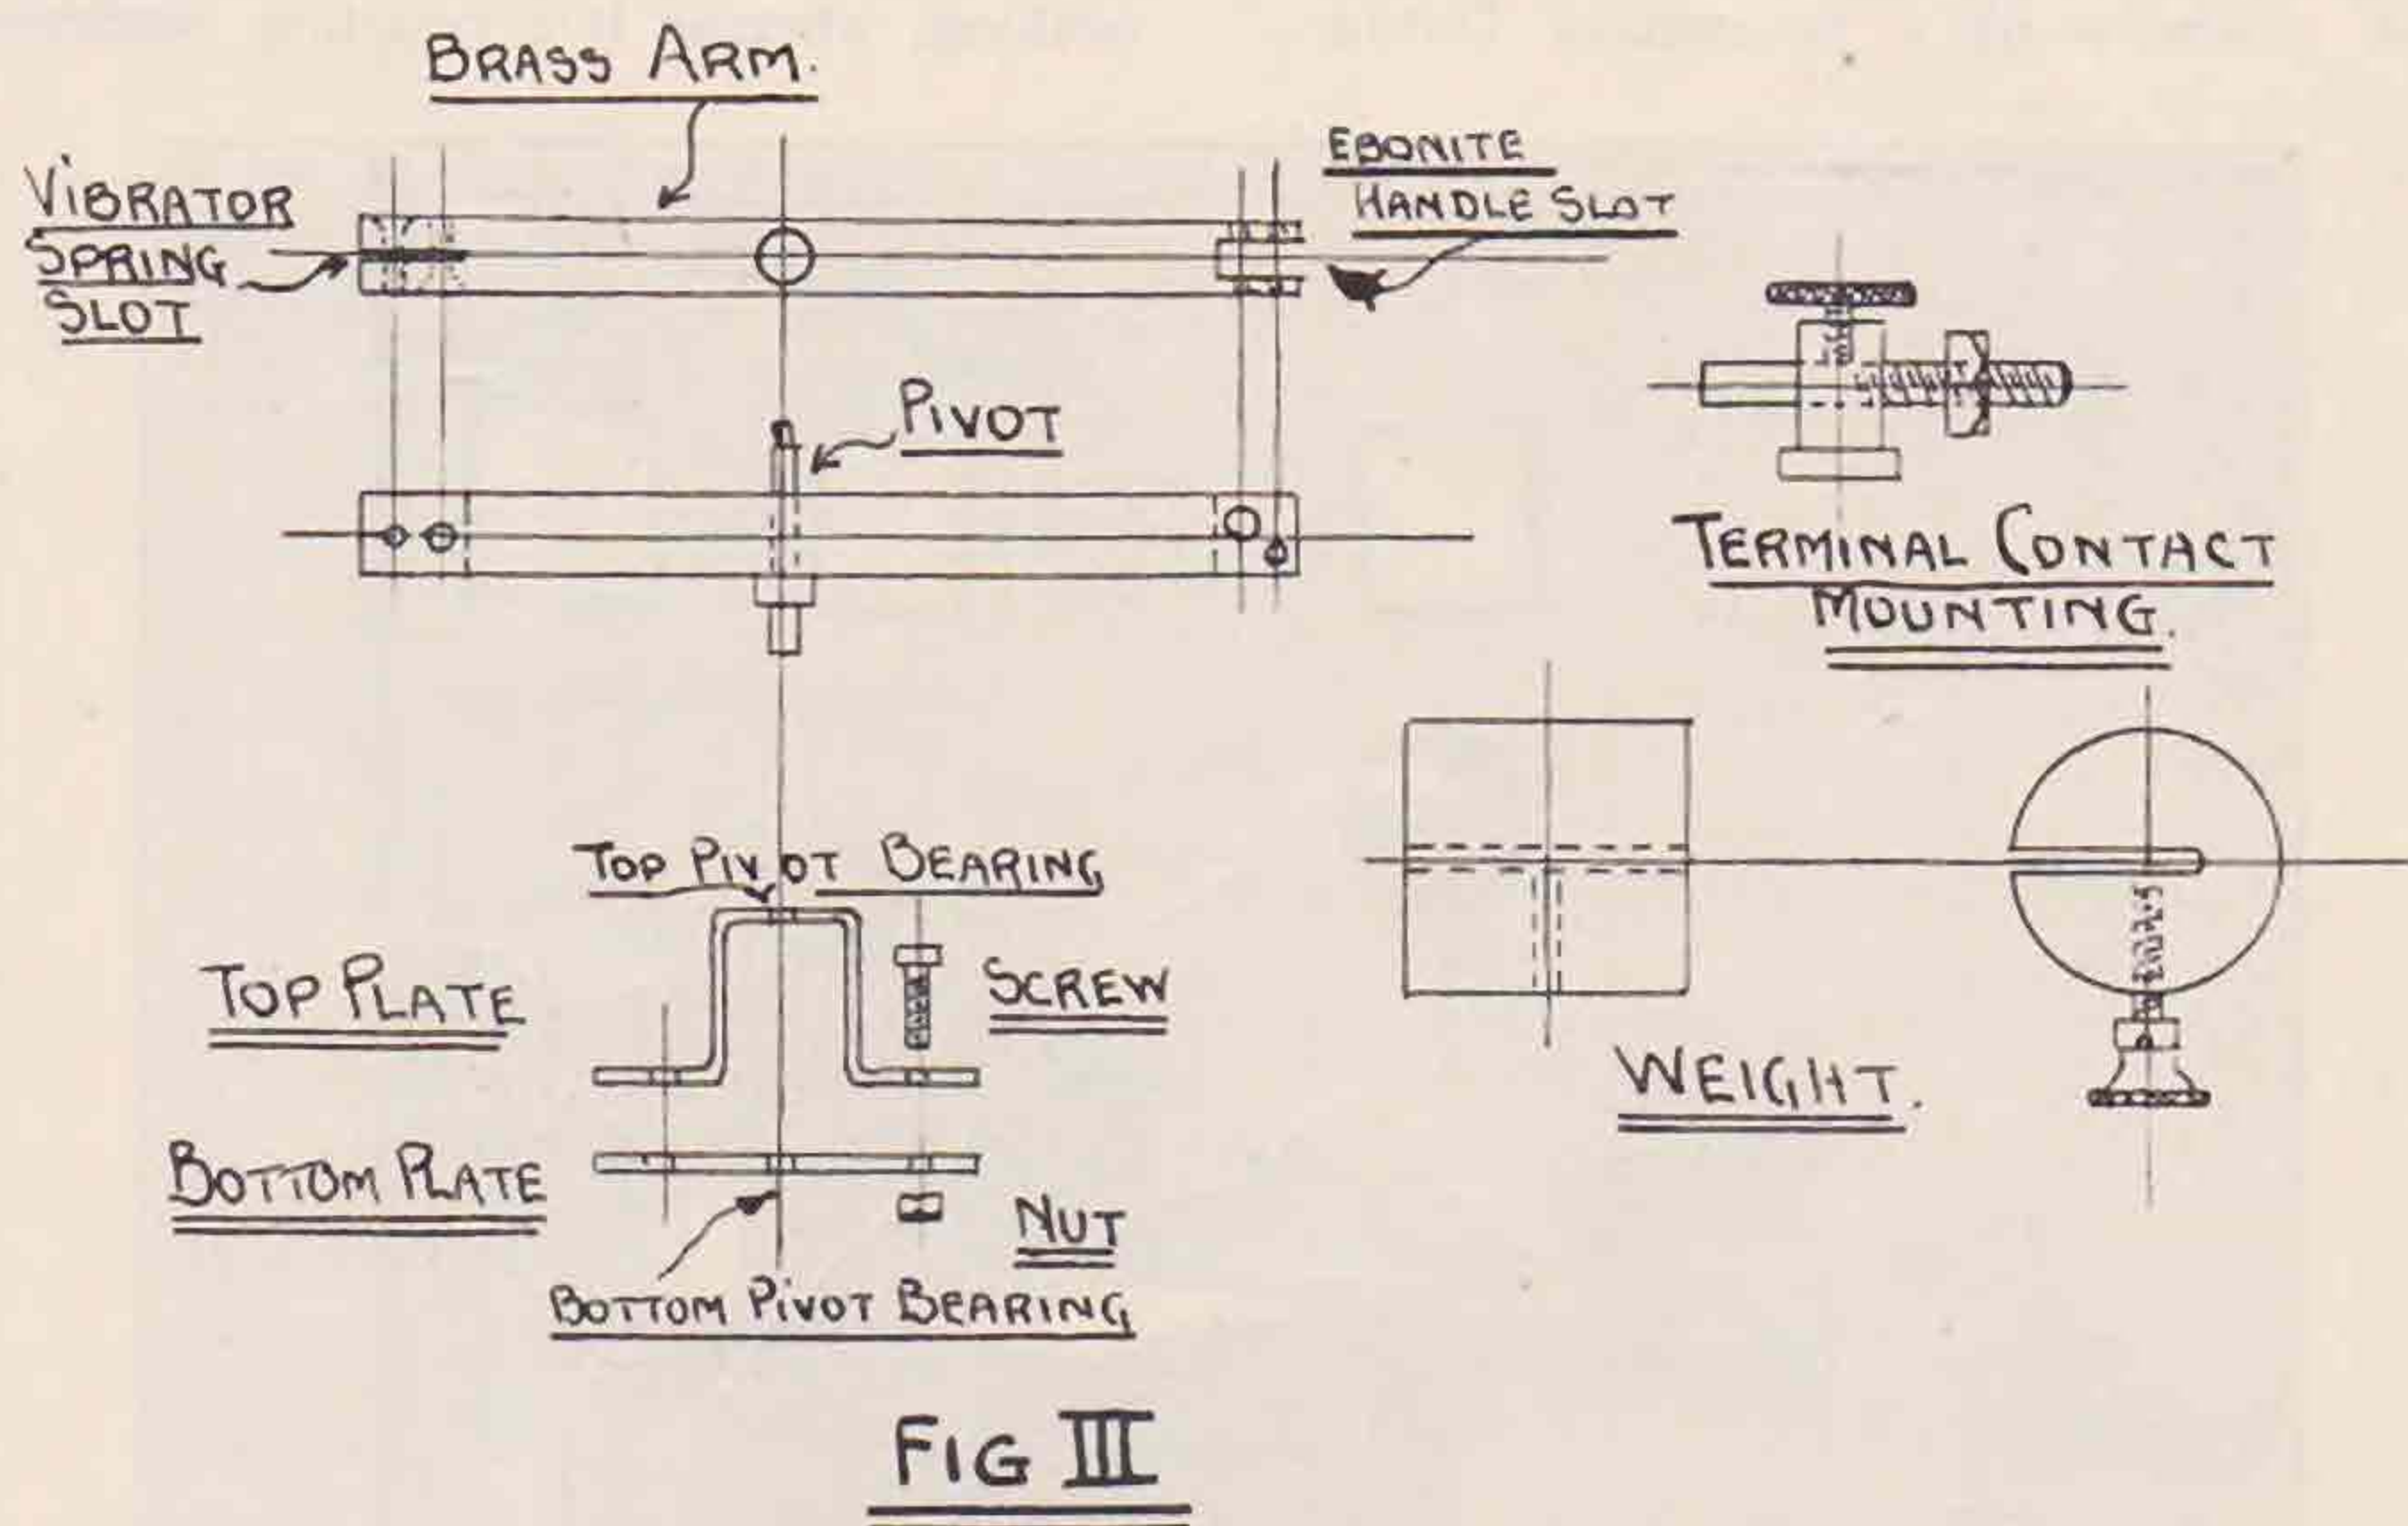 BRASS ARM.
VIBRATOR
SPRING
SLOT
EBONITE
HANDLE SLOT
PIVOT
TERMINAL CONTACT
MOUNTING.
TOP PIVOT BEARING
TOP PLATE
SCREW
WEIGHT.
BOTTOM PLATE
NUT
BOTTOM PIVOT BEARING
FIG III